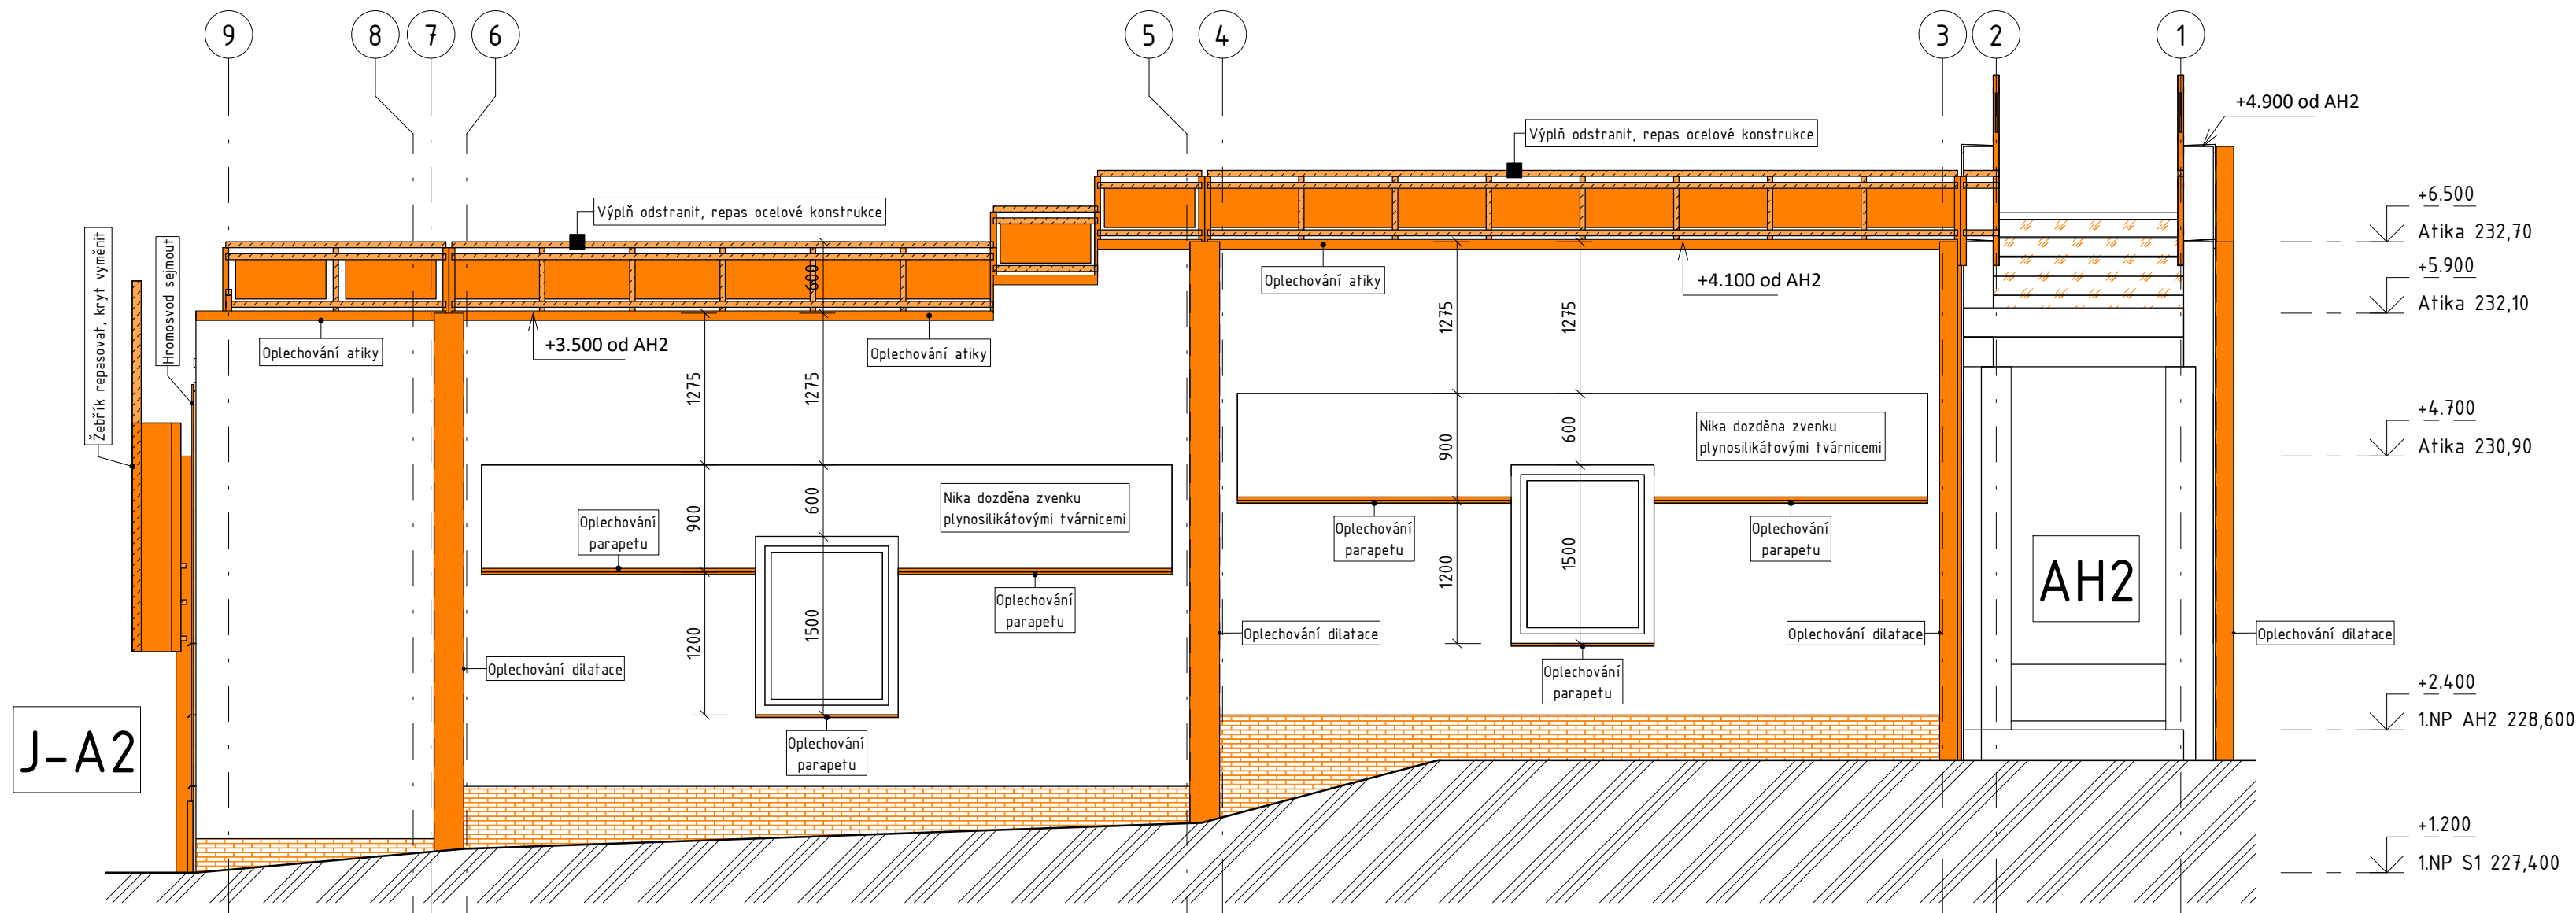 9
8
7
6
5
4
3
2
1
+4.900 od AH2
Výplň odstranit, repas ocelové konstrukce
Výplň odstranit, repas ocelové konstrukce
+6.500
Atika 232,70
+5.900
Atika 232,10
+4.700
Atika 230,90
+2.400
1.NP AH2 228,600
+1.200
1.NP S1 227,400
Žebřík repasovat, kryt vyměnit
Hromosvod sejmout
Oplechování atiky
+3.500 od AH2
Oplechování atiky
Oplechování atiky
+4.100 od AH2
600
1275
1275
900
600
1200
1500
1275
1275
900
600
1200
1500
Nika dozděna zvenku
plynosilikátovými tvárnicemi
Nika dozděna zvenku
plynosilikátovými tvárnicemi
Oplechování
parapetu
Oplechování
parapetu
Oplechování
parapetu
Oplechování
parapetu
Oplechování
parapetu
Oplechování
parapetu
Oplechování dilatace
Oplechování dilatace
Oplechování dilatace
Oplechování dilatace
AH2
J-A2